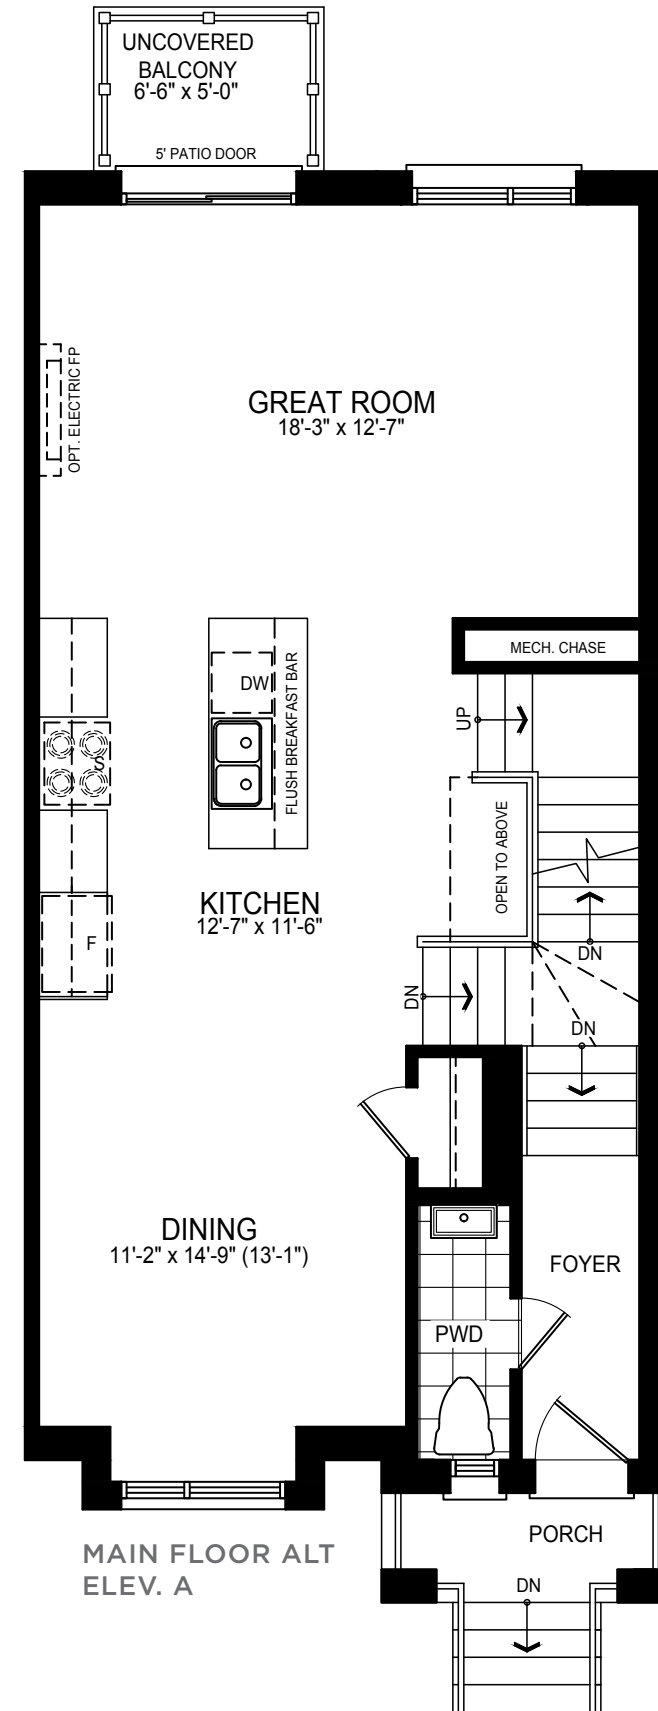 UNCOVERED
BALCONY
6'-6" x 5'-0"
5' PATIO DOOR
OPT. ELECTRIC FP
GREAT ROOM
18'-3" x 12'-7"
MECH. CHASE
DW
FLUSH BREAKFAST BAR
UP
S
OPEN TO ABOVE
KITCHEN
12'-7" x 11'-6"
F
DN
DN
DN
DINING
11'-2" x 14'-9" (13'-1")
FOYER
PWD
PORCH
MAIN FLOOR ALT
ELEV. A
DN